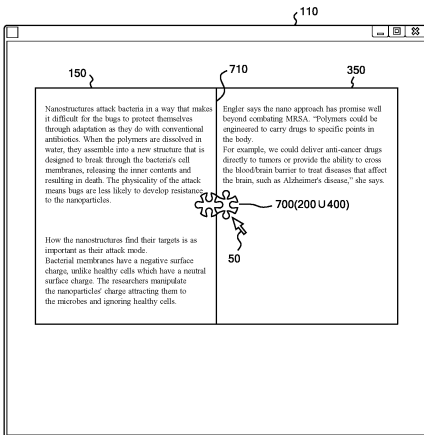 110
150
710
350
Nanostructures attack bacteria in a way that makes
it difficult for the bugs to protect themselves
through adaptation as they do with conventional
antibiotics. When the polymers are dissolved in
water, they assemble into a new structure that is
designed to break through the bacteria's cell
membranes, releasing the inner contents and
resulting in death. The physicality of the attack
means bugs are less likely to develop resistance
to the nanoparticles.
How the nanostructures find their targets is as
important as their attack mode.
Bacterial membranes have a negative surface
charge, unlike healthy cells which have a neutral
surface charge. The researchers manipulate
the nanoparticles' charge attracting them to
the microbes and ignoring healthy cells.
Engler says the nano approach has promise well
beyond combating MRSA. “Polymers could be
engineered to carry drugs to specific points in
the body.
For example, we could deliver anti-cancer drugs
directly to tumors or provide the ability to cross
the blood/brain barrier to treat diseases that affect
the brain, such as Alzheimer's disease,” she says.
700(200∪400)
50